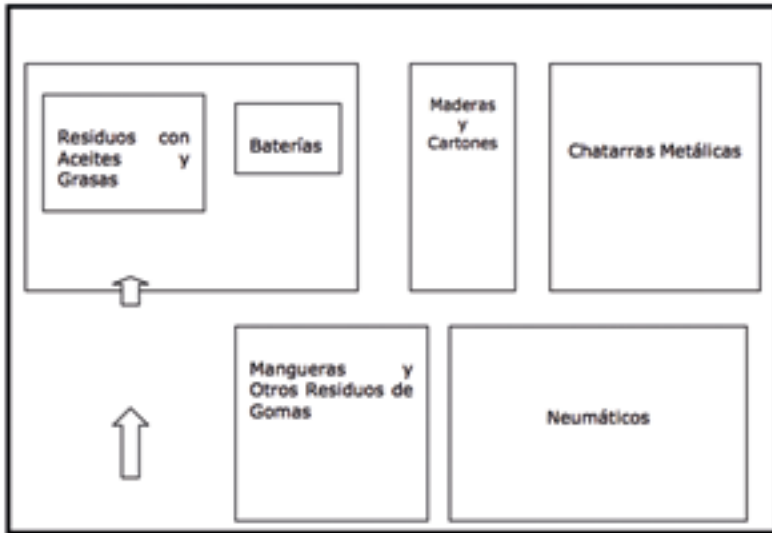 Residuos con
Aceites y
Grasas
Baterías
Maderas
y
Cartones
Chatarras Metálicas
Mangueras y
Otros Residuos de
Gomas
Neumáticos